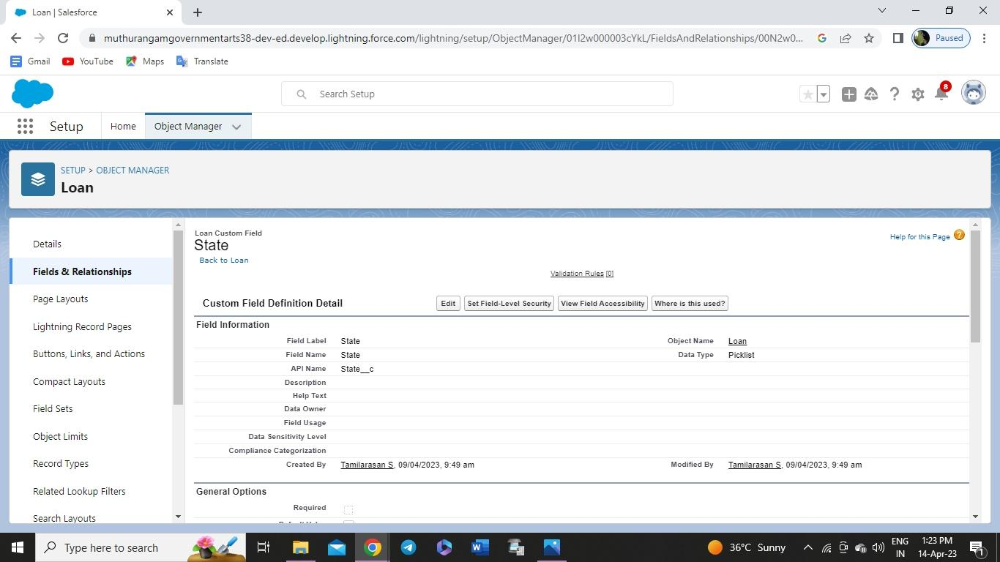 Loan | Salesforce
muthurangamgovernmentarts38-dev-ed.develop.lightning.force.com/lightning/setup/ObjectManager/01I2w000003cYkL/FieldsAndRelationships/00N2w0...
Paused
Gmail
YouTube
Maps
Translate
Search Setup
8
Setup
Home
Object Manager
SETUP > OBJECT MANAGER
Loan
Details
Fields & Relationships
Page Layouts
Lightning Record Pages
Buttons, Links, and Actions
Compact Layouts
Field Sets
Object Limits
Record Types
Related Lookup Filters
Search Layouts
Loan Custom Field
State
Back to Loan
Help for this Page
Validation Rules [0]
Custom Field Definition Detail
Edit
Set Field-Level Security
View Field Accessibility
Where is this used?
Field Information
Field Label State Object Name Loan
Field Name State Data Type Picklist
API Name State__c
Description
Help Text
Data Owner
Field Usage
Data Sensitivity Level
Compliance Categorization
Created By Tamilarasan S, 09/04/2023, 9:49 am Modified By Tamilarasan S, 09/04/2023, 9:49 am
General Options
Required
Type here to search
36°C Sunny
ENG
IN
1:23 PM
14-Apr-23
1